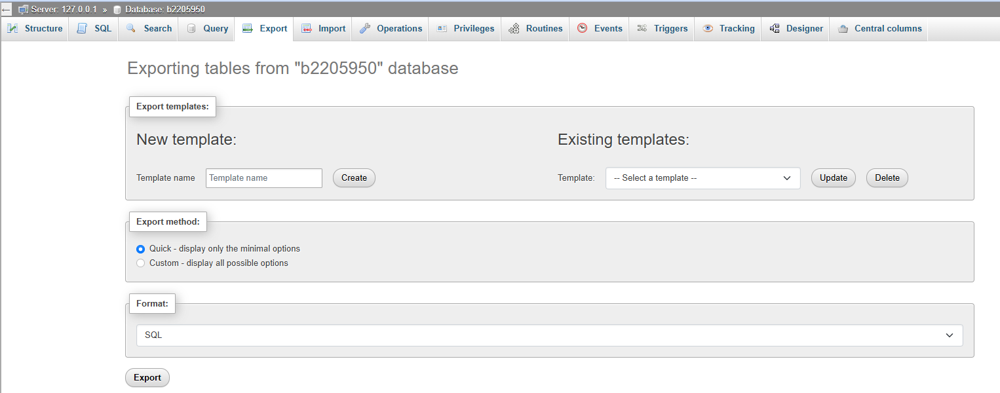 Server: 127.0.0.1 » Database: b2205950
Structure SQL Search Query Export Import Operations Privileges Routines Events Triggers Tracking Designer Central columns
Exporting tables from "b2205950" database
Export templates:
New template:
Template name Template name Create
Existing templates:
Template: -- Select a template -- Update Delete
Export method:
Quick - display only the minimal options
Custom - display all possible options
Format:
SQL
Export